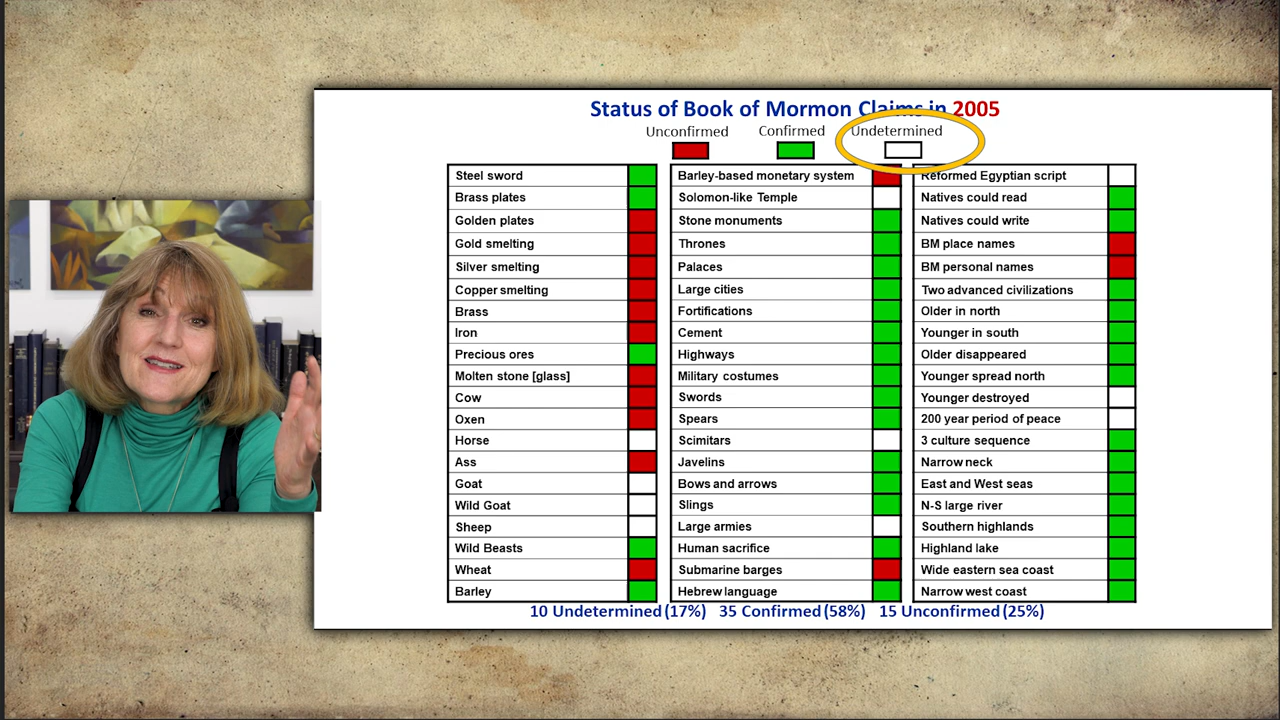 Status of Book of Mormon Claims in 2005
Unconfirmed Confirmed Undetermined
Steel sword
Brass plates
Golden plates
Gold smelting
Silver smelting
Copper smelting
Brass
Iron
Precious ores
Molten stone [glass]
Cow
Oxen
Horse
Ass
Goat
Wild Goat
Sheep
Wild Beasts
Wheat
Barley
Barley-based monetary system
Solomon-like Temple
Stone monuments
Thrones
Palaces
Large cities
Fortifications
Cement
Highways
Military costumes
Swords
Spears
Scimitars
Javelins
Bows and arrows
Slings
Large armies
Human sacrifice
Submarine barges
Hebrew language
Reformed Egyptian script
Natives could read
Natives could write
BM place names
BM personal names
Two advanced civilizations
Older in north
Younger in south
Older disappeared
Younger spread north
Younger destroyed
200 year period of peace
3 culture sequence
Narrow neck
East and West seas
N-S large river
Southern highlands
Highland lake
Wide eastern sea coast
Narrow west coast
10 Undetermined (17%) 35 Confirmed (58%) 15 Unconfirmed (25%)